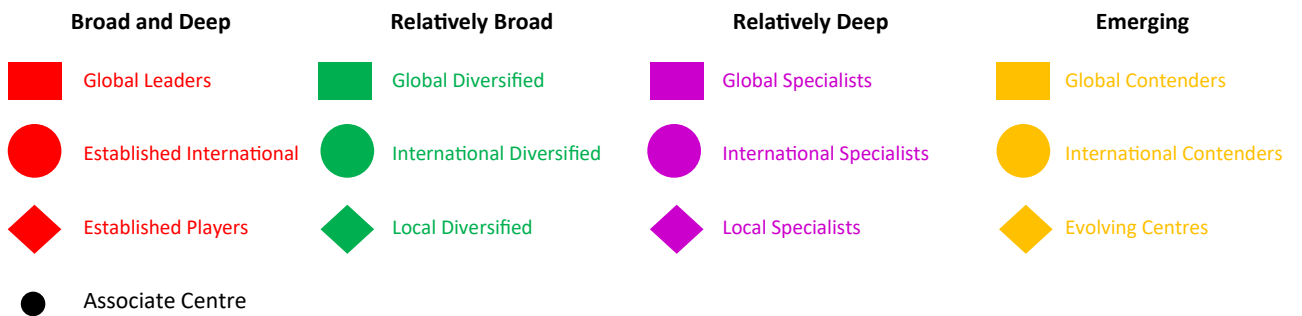 Broad and Deep Relatively Broad Relatively Deep Emerging
Global Leaders Global Diversified Global Specialists Global Contenders
Established International International Diversified International Specialists International Contenders
Established Players Local Diversified Local Specialists Evolving Centres
Associate Centre